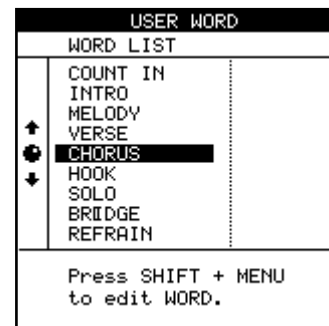 USER WORD
WORD LIST
COUNT IN
INTRO
MELODY
VERSE
CHORUS
HOOK
SOLO
BRIDGE
REFRAIN
Press SHIFT + MENU
to edit WORD.